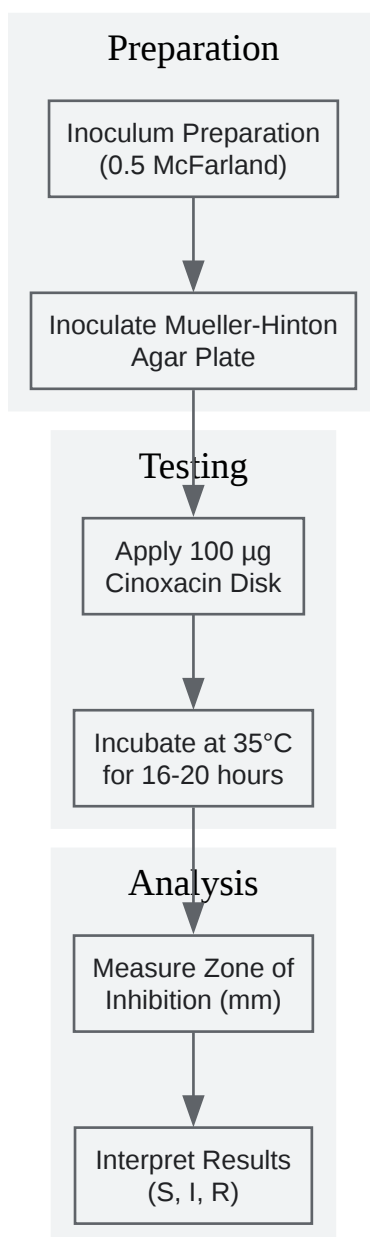 Preparation
Inoculum Preparation
(0.5 McFarland)
Inoculate Mueller-Hinton
Agar Plate
Testing
Apply 100 µg
Cinoxacin Disk
Incubate at 35°C
for 16-20 hours
Analysis
Measure Zone of
Inhibition (mm)
Interpret Results
(S, I, R)